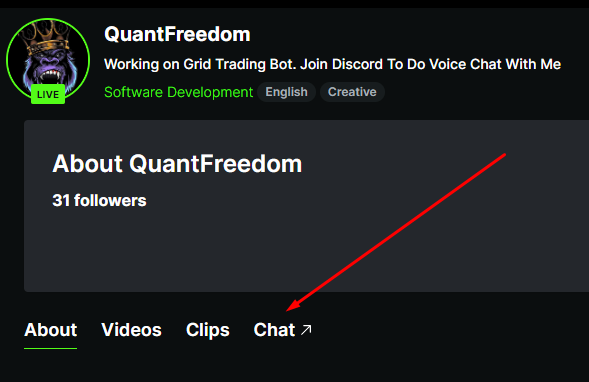 QuantFreedom
Working on Grid Trading Bot. Join Discord To Do Voice Chat With Me
LIVE
Software Development English Creative
About QuantFreedom
31 followers
About Videos Clips Chat